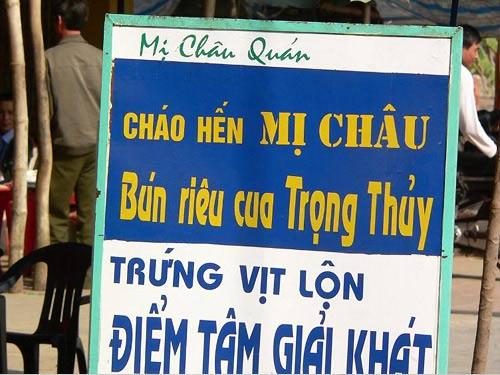 Mị Châu Quán
CHÁO HẾN MỊ CHÂU
Bún riêu cua Trọng Thủy
TRỨNG VỊT LỘN
ĐIỂM TÂM GIẢI KHÁT